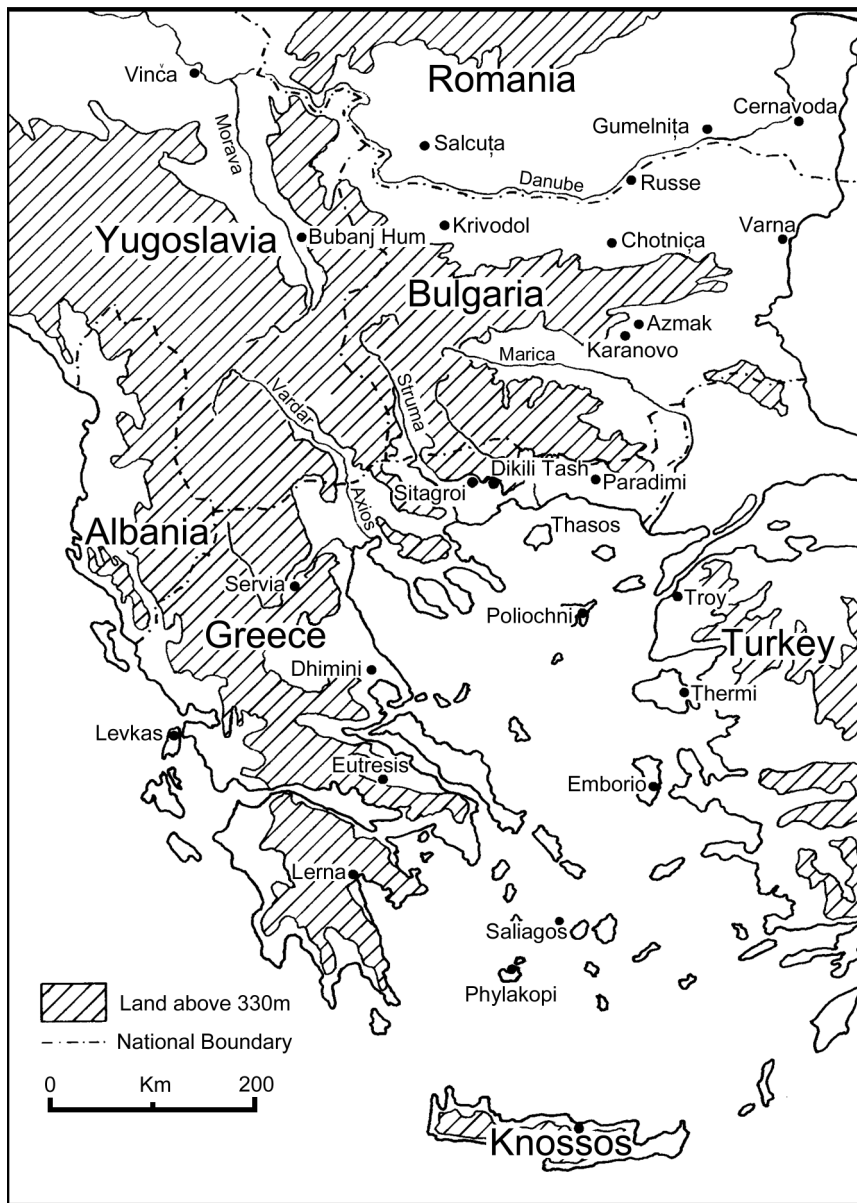 Romania
Vinča
Cernavoda
Gumelnița
Morava
Salcuța
Danube
Russe
Yugoslavia
Bubanj Hum
Krivodol
Chotnița
Varna
Bulgaria
Azmak
Karanovo
Marica
Struma
Vardar
Axios
Dikili Tash
Sitagroi
Paradimi
Thasos
Albania
Servia
Poliochni
Troy
Greece
Turkey
Dhimini
Thermi
Levkas
Eutresis
Emborio
Lerna
Salîagos
Phylakopi
Land above 330m
National Boundary
0 Km 200
Knossos